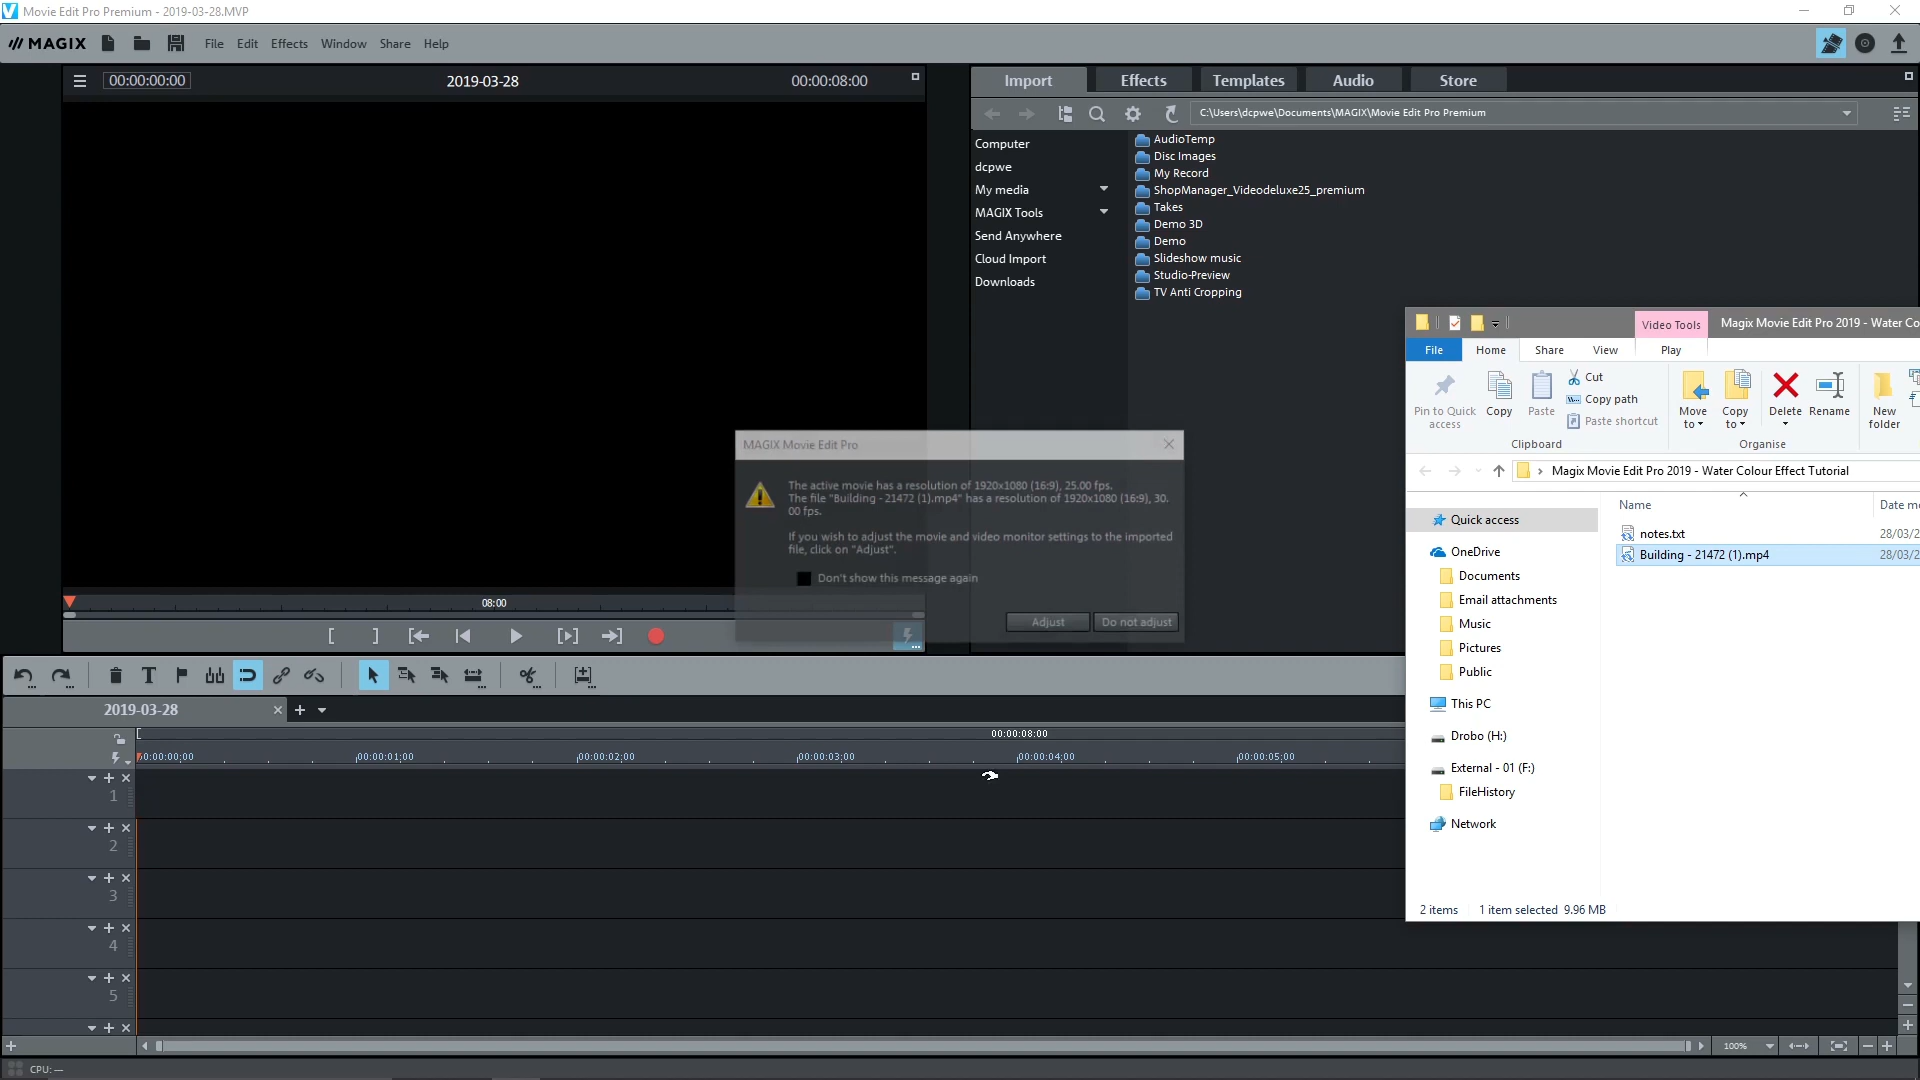 Movie Edit Pro Premium - 2019-03-28.MVP
MAGIX File Edit Effects Window Share Help
00:00:00:00 2019-03-28 00:00:08:00
Import Effects Templates Audio Store
C:\Users\dcpwe\Documents\MAGIX\Movie Edit Pro Premium
Computer
dcpwe
My media
MAGIX Tools
Send Anywhere
Cloud Import
Downloads
AudioTemp
Disc Images
My Record
ShopManager_Videodeluxe25_premium
Takes
Demo 3D
Demo
Slideshow music
Studio-Preview
TV Anti Cropping
MAGIX Movie Edit Pro
The active movie has a resolution of 1920x1080 (16:9), 25.00 fps.
The file "Building - 21472 (1).mp4" has a resolution of 1920x1080 (16:9), 30.
00 fps.
If you wish to adjust the movie and video monitor settings to the imported
file, click on "Adjust".
Don't show this message again
Adjust Do not adjust
08:00
Video Tools Magix Movie Edit Pro 2019 - Water Co
File Home Share View Play
Pin to Quick access
Copy
Paste
Cut
Copy path
Paste shortcut
Move to
Copy to
Delete
Rename
New folder
Clipboard Organise
Magix Movie Edit Pro 2019 - Water Colour Effect Tutorial
Quick access
OneDrive
Documents
Email attachments
Music
Pictures
Public
This PC
Drobo (H:)
External - 01 (F:)
FileHistory
Network
Name Date mo
notes.txt 28/03/2
Building - 21472 (1).mp4 28/03/2
2 items 1 item selected 9.96 MB
2019-03-28
00:00:08:00
00:00:00;00 00:00:01;00 00:00:02;00 00:00:03;00 00:00:04;00 00:00:05;00
1
2
3
4
5
100%
CPU: —